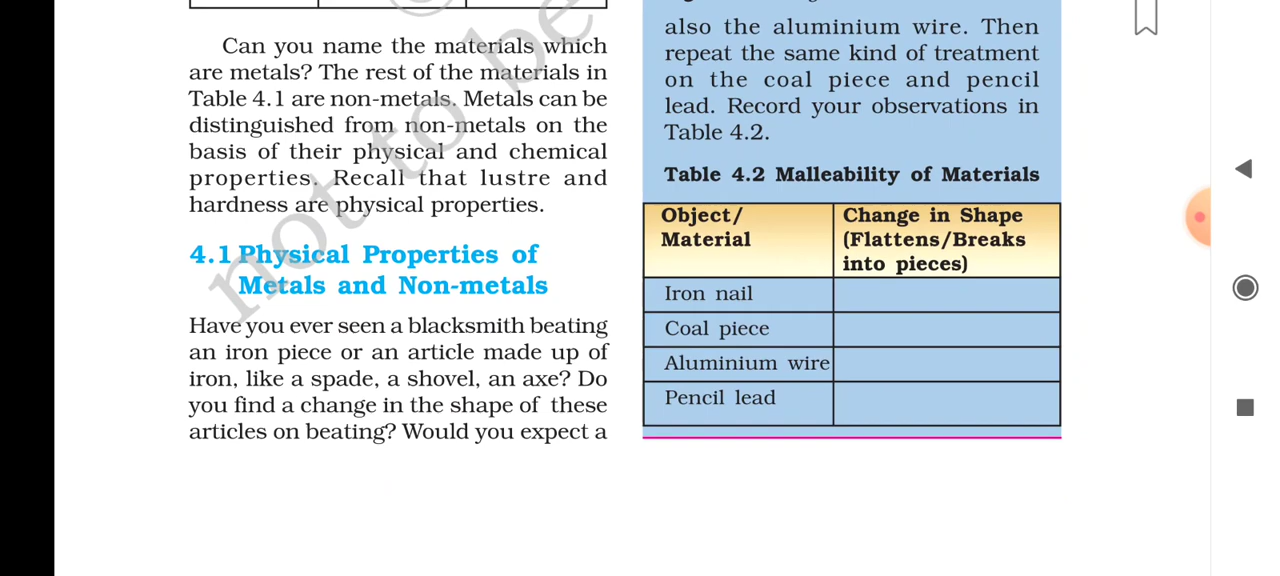 Can you name the materials which
are metals? The rest of the materials in
Table 4.1 are non-metals. Metals can be
distinguished from non-metals on the
basis of their physical and chemical
properties. Recall that lustre and
hardness are physical properties.
4.1 Physical Properties of
Metals and Non-metals
Have you ever seen a blacksmith beating
an iron piece or an article made up of
iron, like a spade, a shovel, an axe? Do
you find a change in the shape of these
articles on beating? Would you expect a
also the aluminium wire. Then
repeat the same kind of treatment
on the coal piece and pencil
lead. Record your observations in
Table 4.2.
Table 4.2 Malleability of Materials
Object/
Material
Change in Shape
(Flattens/Breaks
into pieces)
Iron nail
Coal piece
Aluminium wire
Pencil lead
not to be